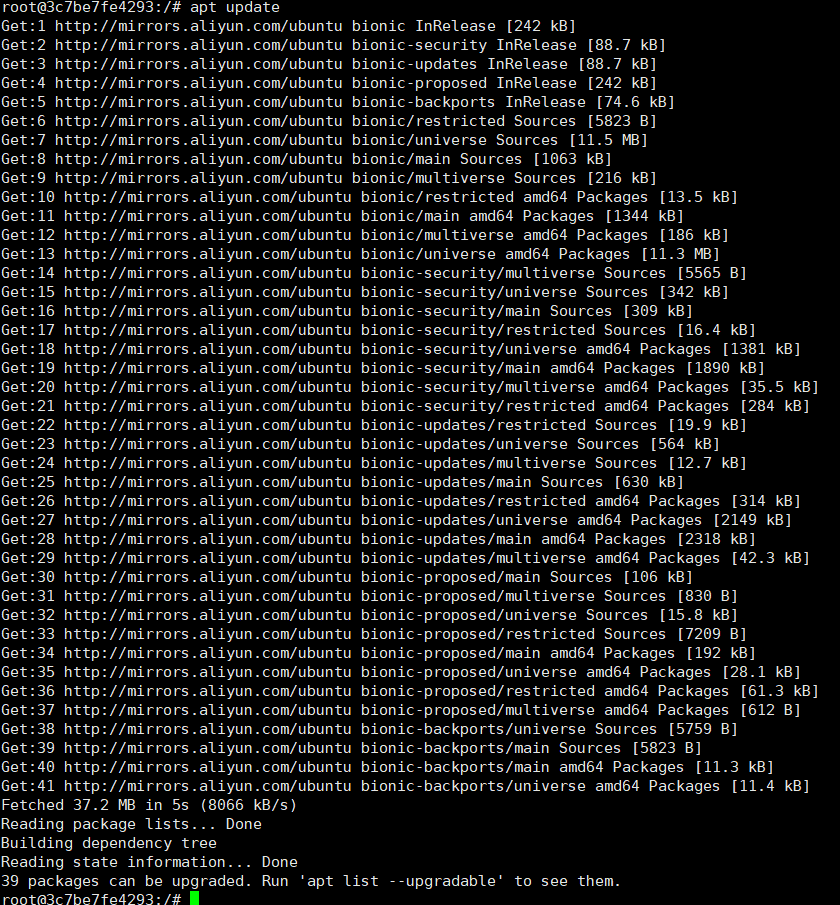 root@3c7be7fe4293:/# apt update
Get:1 http://mirrors.aliyun.com/ubuntu bionic InRelease [242 kB]
Get:2 http://mirrors.aliyun.com/ubuntu bionic-security InRelease [88.7 kB]
Get:3 http://mirrors.aliyun.com/ubuntu bionic-updates InRelease [88.7 kB]
Get:4 http://mirrors.aliyun.com/ubuntu bionic-proposed InRelease [242 kB]
Get:5 http://mirrors.aliyun.com/ubuntu bionic-backports InRelease [74.6 kB]
Get:6 http://mirrors.aliyun.com/ubuntu bionic/restricted Sources [5823 B]
Get:7 http://mirrors.aliyun.com/ubuntu bionic/universe Sources [11.5 MB]
Get:8 http://mirrors.aliyun.com/ubuntu bionic/main Sources [1063 kB]
Get:9 http://mirrors.aliyun.com/ubuntu bionic/multiverse Sources [216 kB]
Get:10 http://mirrors.aliyun.com/ubuntu bionic/restricted amd64 Packages [13.5 kB]
Get:11 http://mirrors.aliyun.com/ubuntu bionic/main amd64 Packages [1344 kB]
Get:12 http://mirrors.aliyun.com/ubuntu bionic/multiverse amd64 Packages [186 kB]
Get:13 http://mirrors.aliyun.com/ubuntu bionic/universe amd64 Packages [11.3 MB]
Get:14 http://mirrors.aliyun.com/ubuntu bionic-security/multiverse Sources [5565 B]
Get:15 http://mirrors.aliyun.com/ubuntu bionic-security/universe Sources [342 kB]
Get:16 http://mirrors.aliyun.com/ubuntu bionic-security/main Sources [309 kB]
Get:17 http://mirrors.aliyun.com/ubuntu bionic-security/restricted Sources [16.4 kB]
Get:18 http://mirrors.aliyun.com/ubuntu bionic-security/universe amd64 Packages [1381 kB]
Get:19 http://mirrors.aliyun.com/ubuntu bionic-security/main amd64 Packages [1890 kB]
Get:20 http://mirrors.aliyun.com/ubuntu bionic-security/multiverse amd64 Packages [35.5 kB]
Get:21 http://mirrors.aliyun.com/ubuntu bionic-security/restricted amd64 Packages [284 kB]
Get:22 http://mirrors.aliyun.com/ubuntu bionic-updates/restricted Sources [19.9 kB]
Get:23 http://mirrors.aliyun.com/ubuntu bionic-updates/universe Sources [564 kB]
Get:24 http://mirrors.aliyun.com/ubuntu bionic-updates/multiverse Sources [12.7 kB]
Get:25 http://mirrors.aliyun.com/ubuntu bionic-updates/main Sources [630 kB]
Get:26 http://mirrors.aliyun.com/ubuntu bionic-updates/restricted amd64 Packages [314 kB]
Get:27 http://mirrors.aliyun.com/ubuntu bionic-updates/universe amd64 Packages [2149 kB]
Get:28 http://mirrors.aliyun.com/ubuntu bionic-updates/main amd64 Packages [2318 kB]
Get:29 http://mirrors.aliyun.com/ubuntu bionic-updates/multiverse amd64 Packages [42.3 kB]
Get:30 http://mirrors.aliyun.com/ubuntu bionic-proposed/main Sources [106 kB]
Get:31 http://mirrors.aliyun.com/ubuntu bionic-proposed/multiverse Sources [830 B]
Get:32 http://mirrors.aliyun.com/ubuntu bionic-proposed/universe Sources [15.8 kB]
Get:33 http://mirrors.aliyun.com/ubuntu bionic-proposed/restricted Sources [7209 B]
Get:34 http://mirrors.aliyun.com/ubuntu bionic-proposed/main amd64 Packages [192 kB]
Get:35 http://mirrors.aliyun.com/ubuntu bionic-proposed/universe amd64 Packages [28.1 kB]
Get:36 http://mirrors.aliyun.com/ubuntu bionic-proposed/restricted amd64 Packages [61.3 kB]
Get:37 http://mirrors.aliyun.com/ubuntu bionic-proposed/multiverse amd64 Packages [612 B]
Get:38 http://mirrors.aliyun.com/ubuntu bionic-backports/universe Sources [5759 B]
Get:39 http://mirrors.aliyun.com/ubuntu bionic-backports/main Sources [5823 B]
Get:40 http://mirrors.aliyun.com/ubuntu bionic-backports/main amd64 Packages [11.3 kB]
Get:41 http://mirrors.aliyun.com/ubuntu bionic-backports/universe amd64 Packages [11.4 kB]
Fetched 37.2 MB in 5s (8066 kB/s)
Reading package lists... Done
Building dependency tree
Reading state information... Done
39 packages can be upgraded. Run 'apt list --upgradable' to see them.
root@3c7be7fe4293:/#